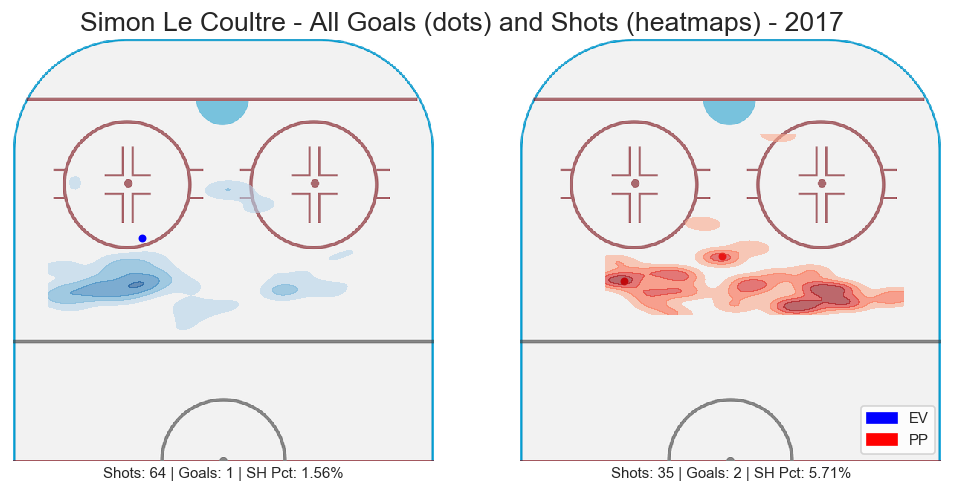 Simon Le Coultre - All Goals (dots) and Shots (heatmaps) - 2017
EV
PP
Shots: 64 | Goals: 1 | SH Pct: 1.56%
Shots: 35 | Goals: 2 | SH Pct: 5.71%